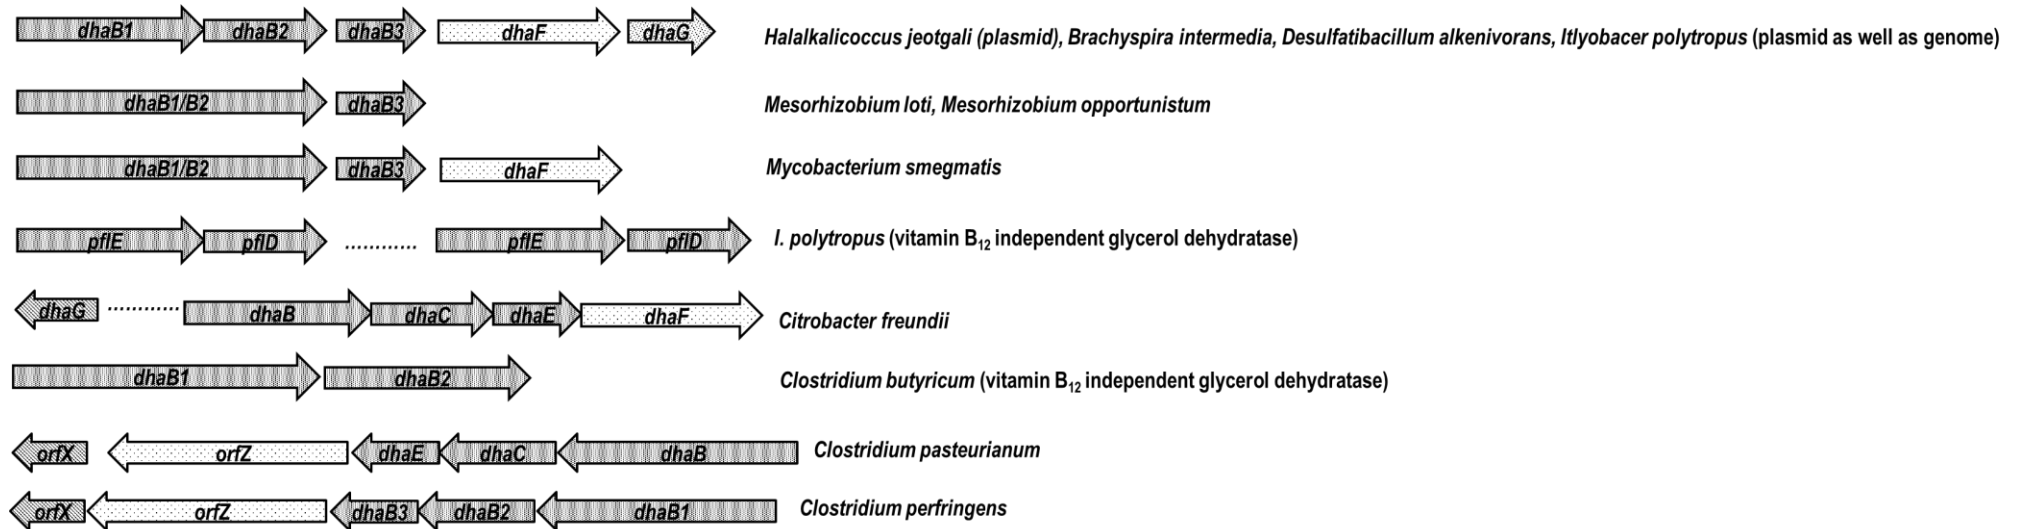 dhaB1 dhaB2 dhaB3 dhaF dhaG Halalkalicoccus jeotgali (plasmid), Brachyspira intermedia, Desulfatibacillum alkenivorans, Itlyobacer polytropus (plasmid as well as genome)
dhaB1/B2 dhaB3 Mesorhizobium loti, Mesorhizobium opportunistum
dhaB1/B2 dhaB3 dhaF Mycobacterium smegmatis
pflE pflD ............ pflE pflD I. polytropus (vitamin B12 independent glycerol dehydratase)
dhaG ............ dhaB dhaC dhaE dhaF Citrobacter freundii
dhaB1 dhaB2 Clostridium butyricum (vitamin B12 independent glycerol dehydratase)
orfX orfZ dhaE dhaC dhaB Clostridium pasteurianum
orfX orfZ dhaB3 dhaB2 dhaB1 Clostridium perfringens